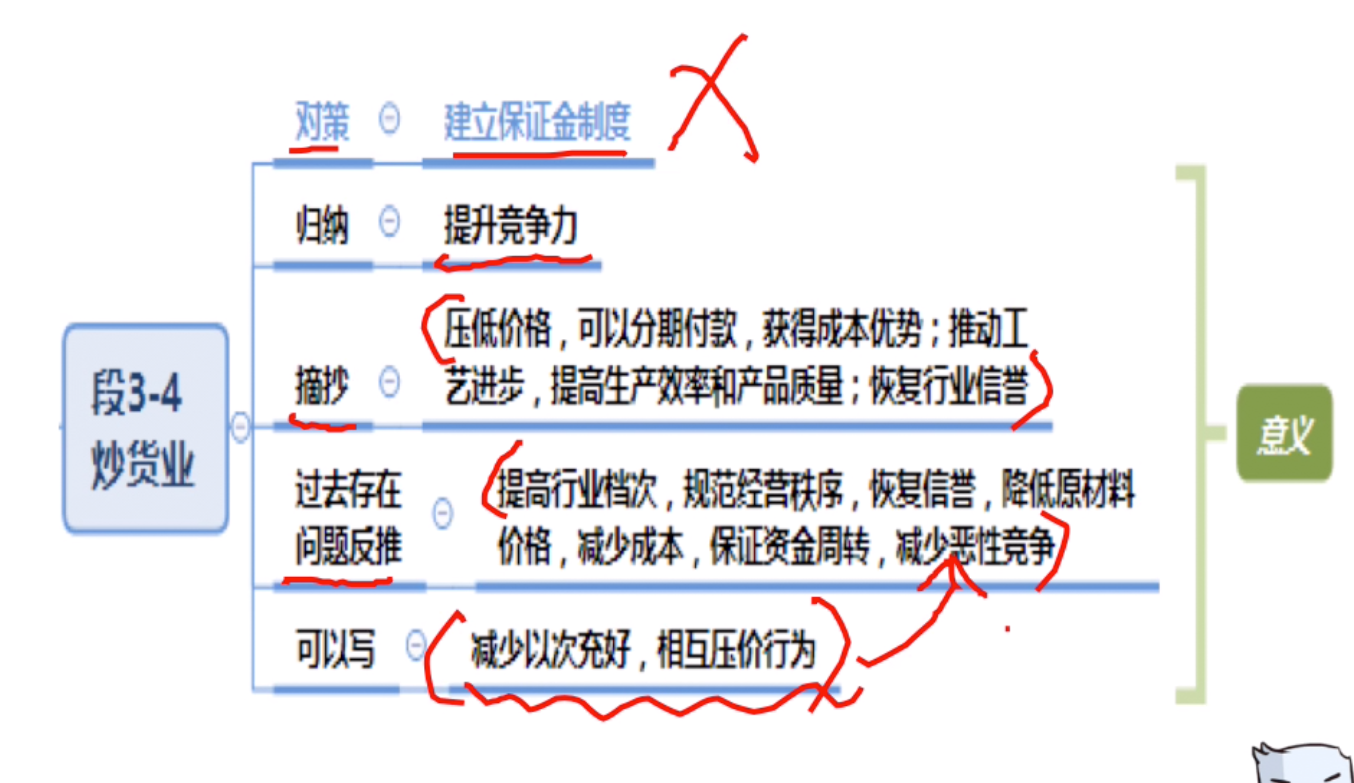 对策 建立保证金制度
归纳 提升竞争力
压低价格，可以分期付款，获得成本优势；推动工
摘抄 艺进步，提高生产效率和产品质量；恢复行业信誉
段3-4
炒货业
意义
过去存在 提高行业档次，规范经营秩序，恢复信誉，降低原材料
问题反推 价格，减少成本，保证资金周转，减少恶性竞争
可以写 减少以次充好，相互压价行为